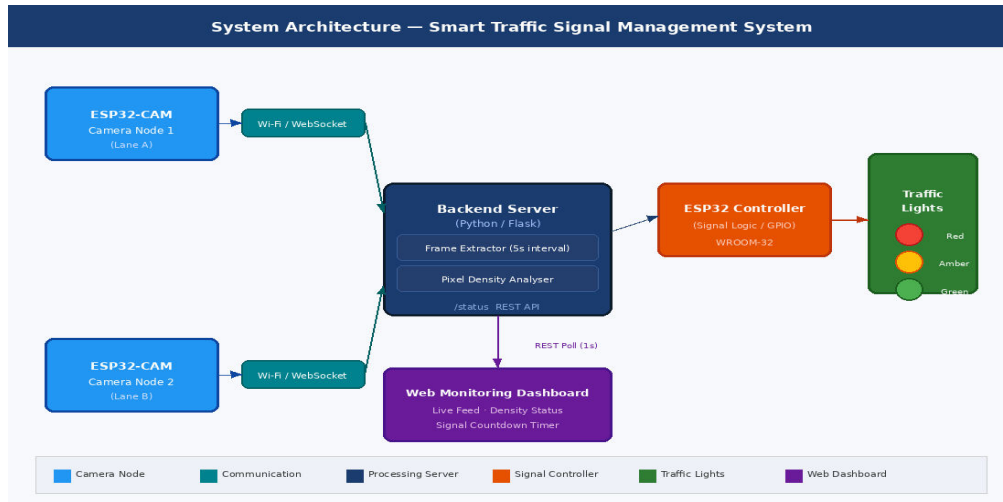 System Architecture — Smart Traffic Signal Management System
ESP32-CAM
Camera Node 1
(Lane A)
Wi-Fi / WebSocket
Backend Server
(Python / Flask)
Frame Extractor (5s interval)
Pixel Density Analyser
/status REST API
ESP32 Controller
(Signal Logic / GPIO)
WROOM-32
Traffic
Lights
Red
Amber
Green
ESP32-CAM
Camera Node 2
(Lane B)
Wi-Fi / WebSocket
REST Poll (1s)
Web Monitoring Dashboard
Live Feed · Density Status
Signal Countdown Timer
Camera Node
Communication
Processing Server
Signal Controller
Traffic Lights
Web Dashboard